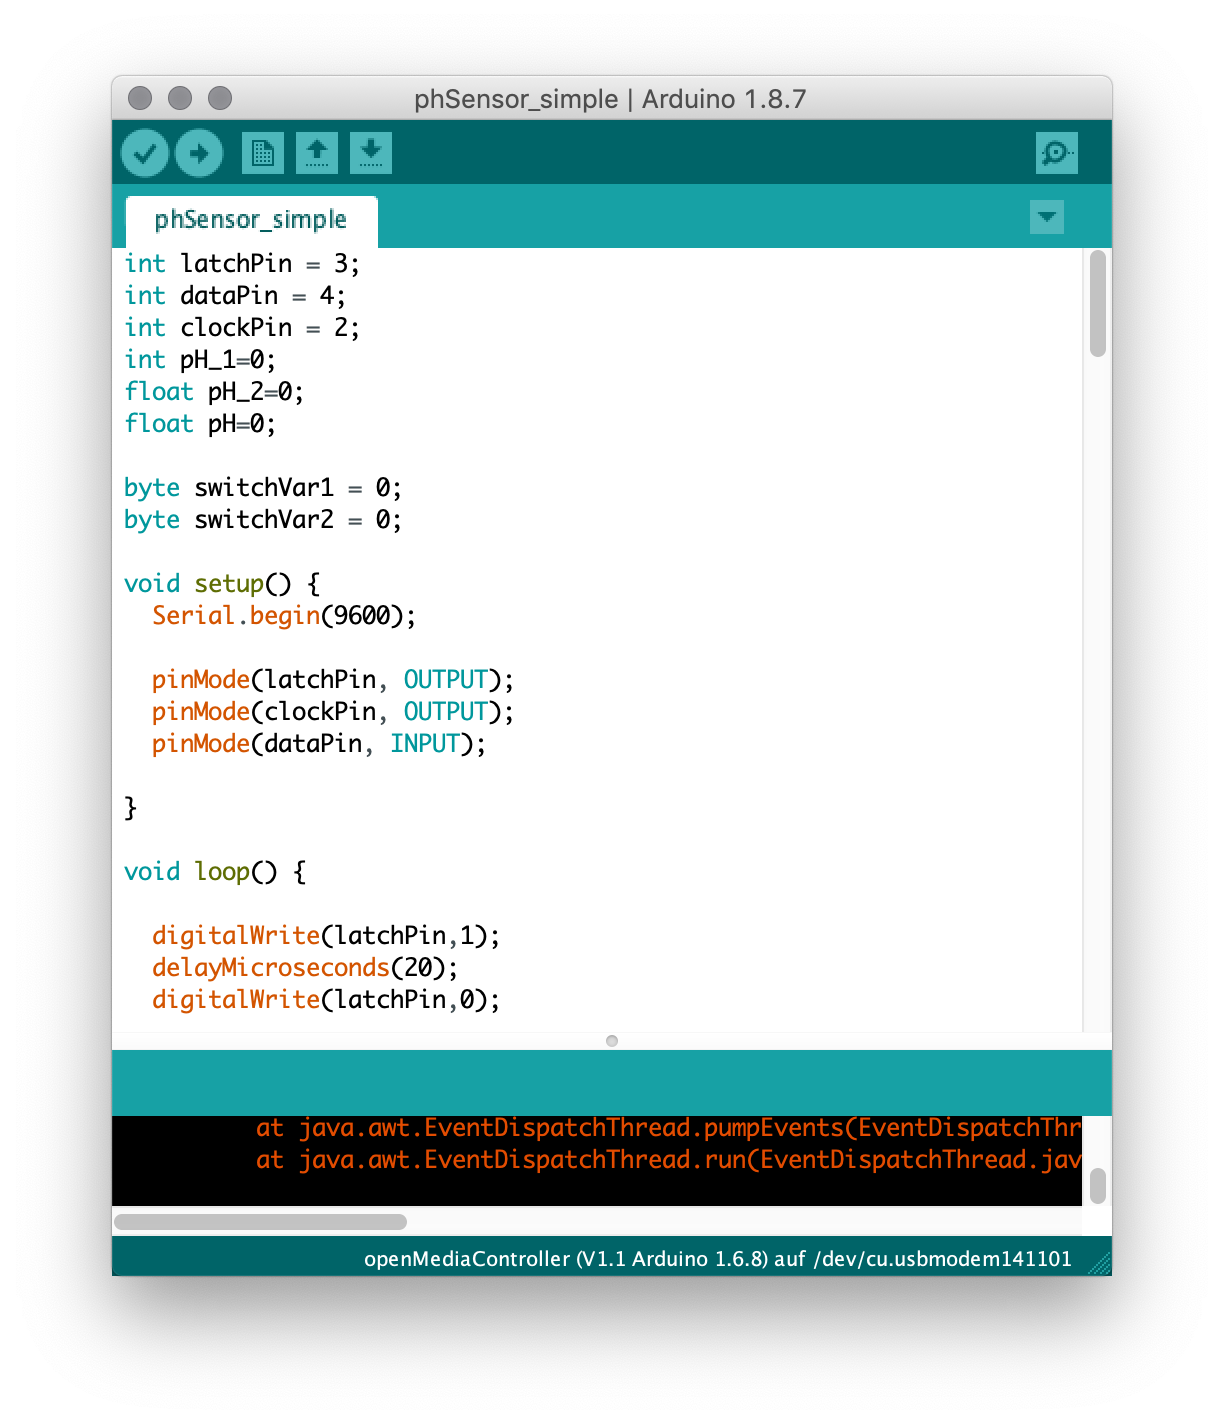 phSensor_simple | Arduino 1.8.7
phSensor_simple
int latchPin = 3;
int dataPin = 4;
int clockPin = 2;
int pH_1=0;
float pH_2=0;
float pH=0;
byte switchVar1 = 0;
byte switchVar2 = 0;
void setup() {
  Serial.begin(9600);
  pinMode(latchPin, OUTPUT);
  pinMode(clockPin, OUTPUT);
  pinMode(dataPin, INPUT);
}
void loop() {
  digitalWrite(latchPin,1);
  delayMicroseconds(20);
  digitalWrite(latchPin,0);
at java.awt.EventDispatchThread.pumpEvents(EventDispatchThr
at java.awt.EventDispatchThread.run(EventDispatchThread.jav
openMediaController (V1.1 Arduino 1.6.8) auf /dev/cu.usbmodem141101